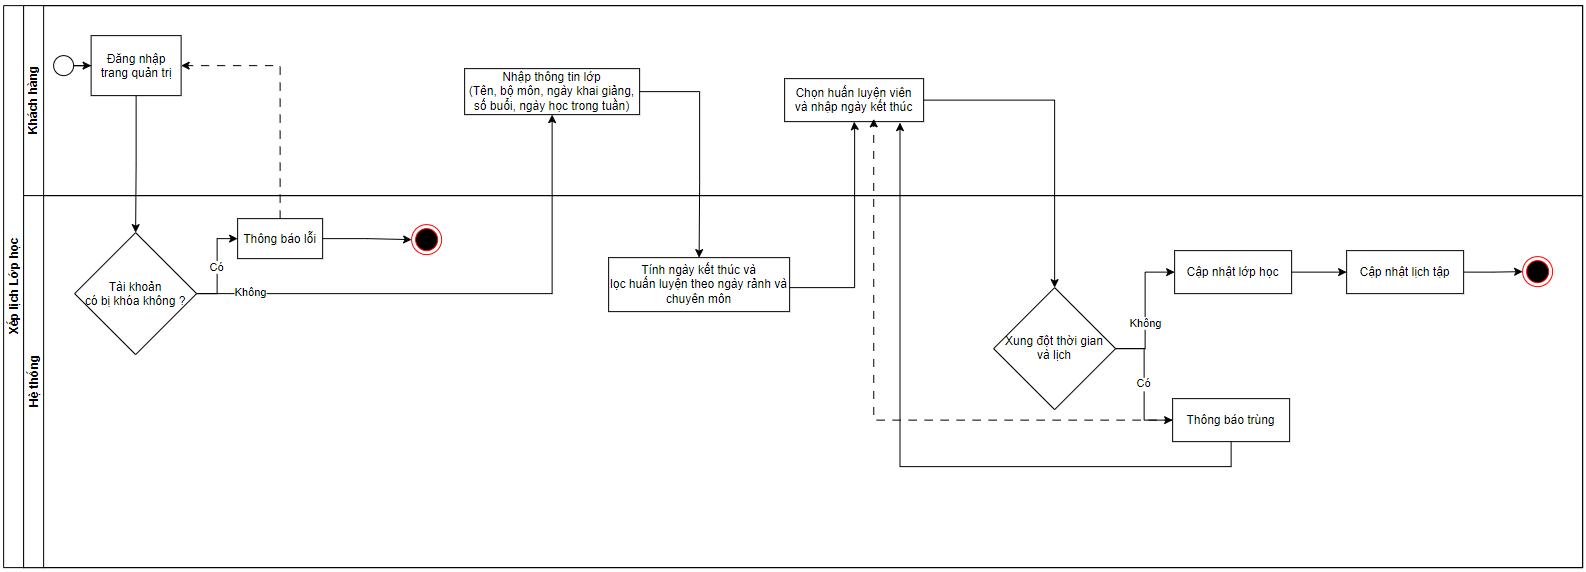 Xếp lịch Lớp học
Khách hàng
Đăng nhập
trang quản trị
Nhập thông tin lớp
(Tên, bộ môn, ngày khai giảng,
số buổi, ngày học trong tuần)
Chọn huấn luyện viên
và nhập ngày kết thúc
Hệ thống
Tài khoản
có bị khóa không ?
Có
Không
Thông báo lỗi
Tính ngày kết thúc và
lọc huấn luyện theo ngày rảnh và
chuyên môn
Xung đột thời gian
và lịch
Không
Có
Cập nhật lớp học
Cập nhật lịch tập
Thông báo trùng